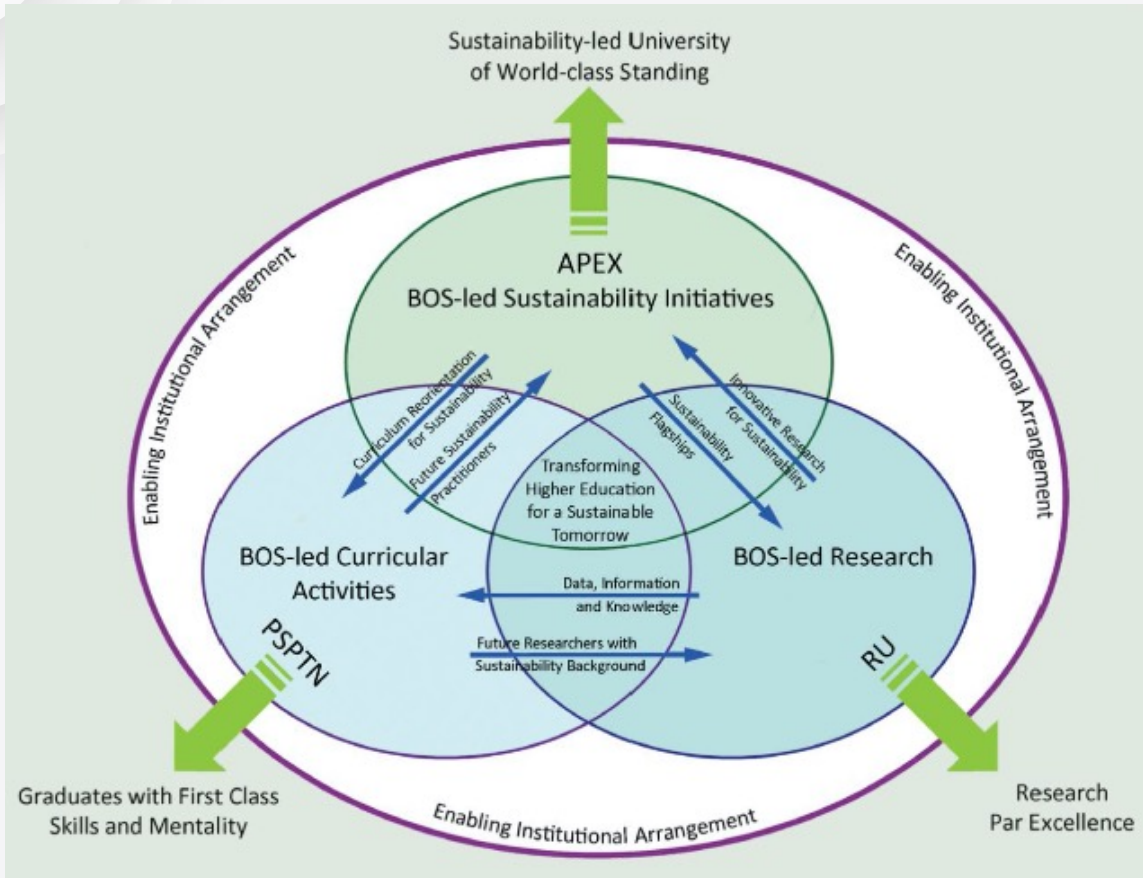 Sustainability-led University
of World-class Standing
Enabling Institutional Arrangement
Enabling Institutional Arrangement
APEX
BOS-led Sustainability Initiatives
Curriculum Reorientation
for Sustainability
Future Sustainability
Practitioners
Sustainability
Flagships
Innovative Research
for Sustainability
Transforming
Higher Education
for a Sustainable
Tomorrow
BOS-led Curricular
Activities
BOS-led Research
Data, Information
and Knowledge
Future Researchers with
Sustainability Background
PSPTN
RU
Graduates with First Class
Skills and Mentality
Enabling Institutional Arrangement
Research
Par Excellence